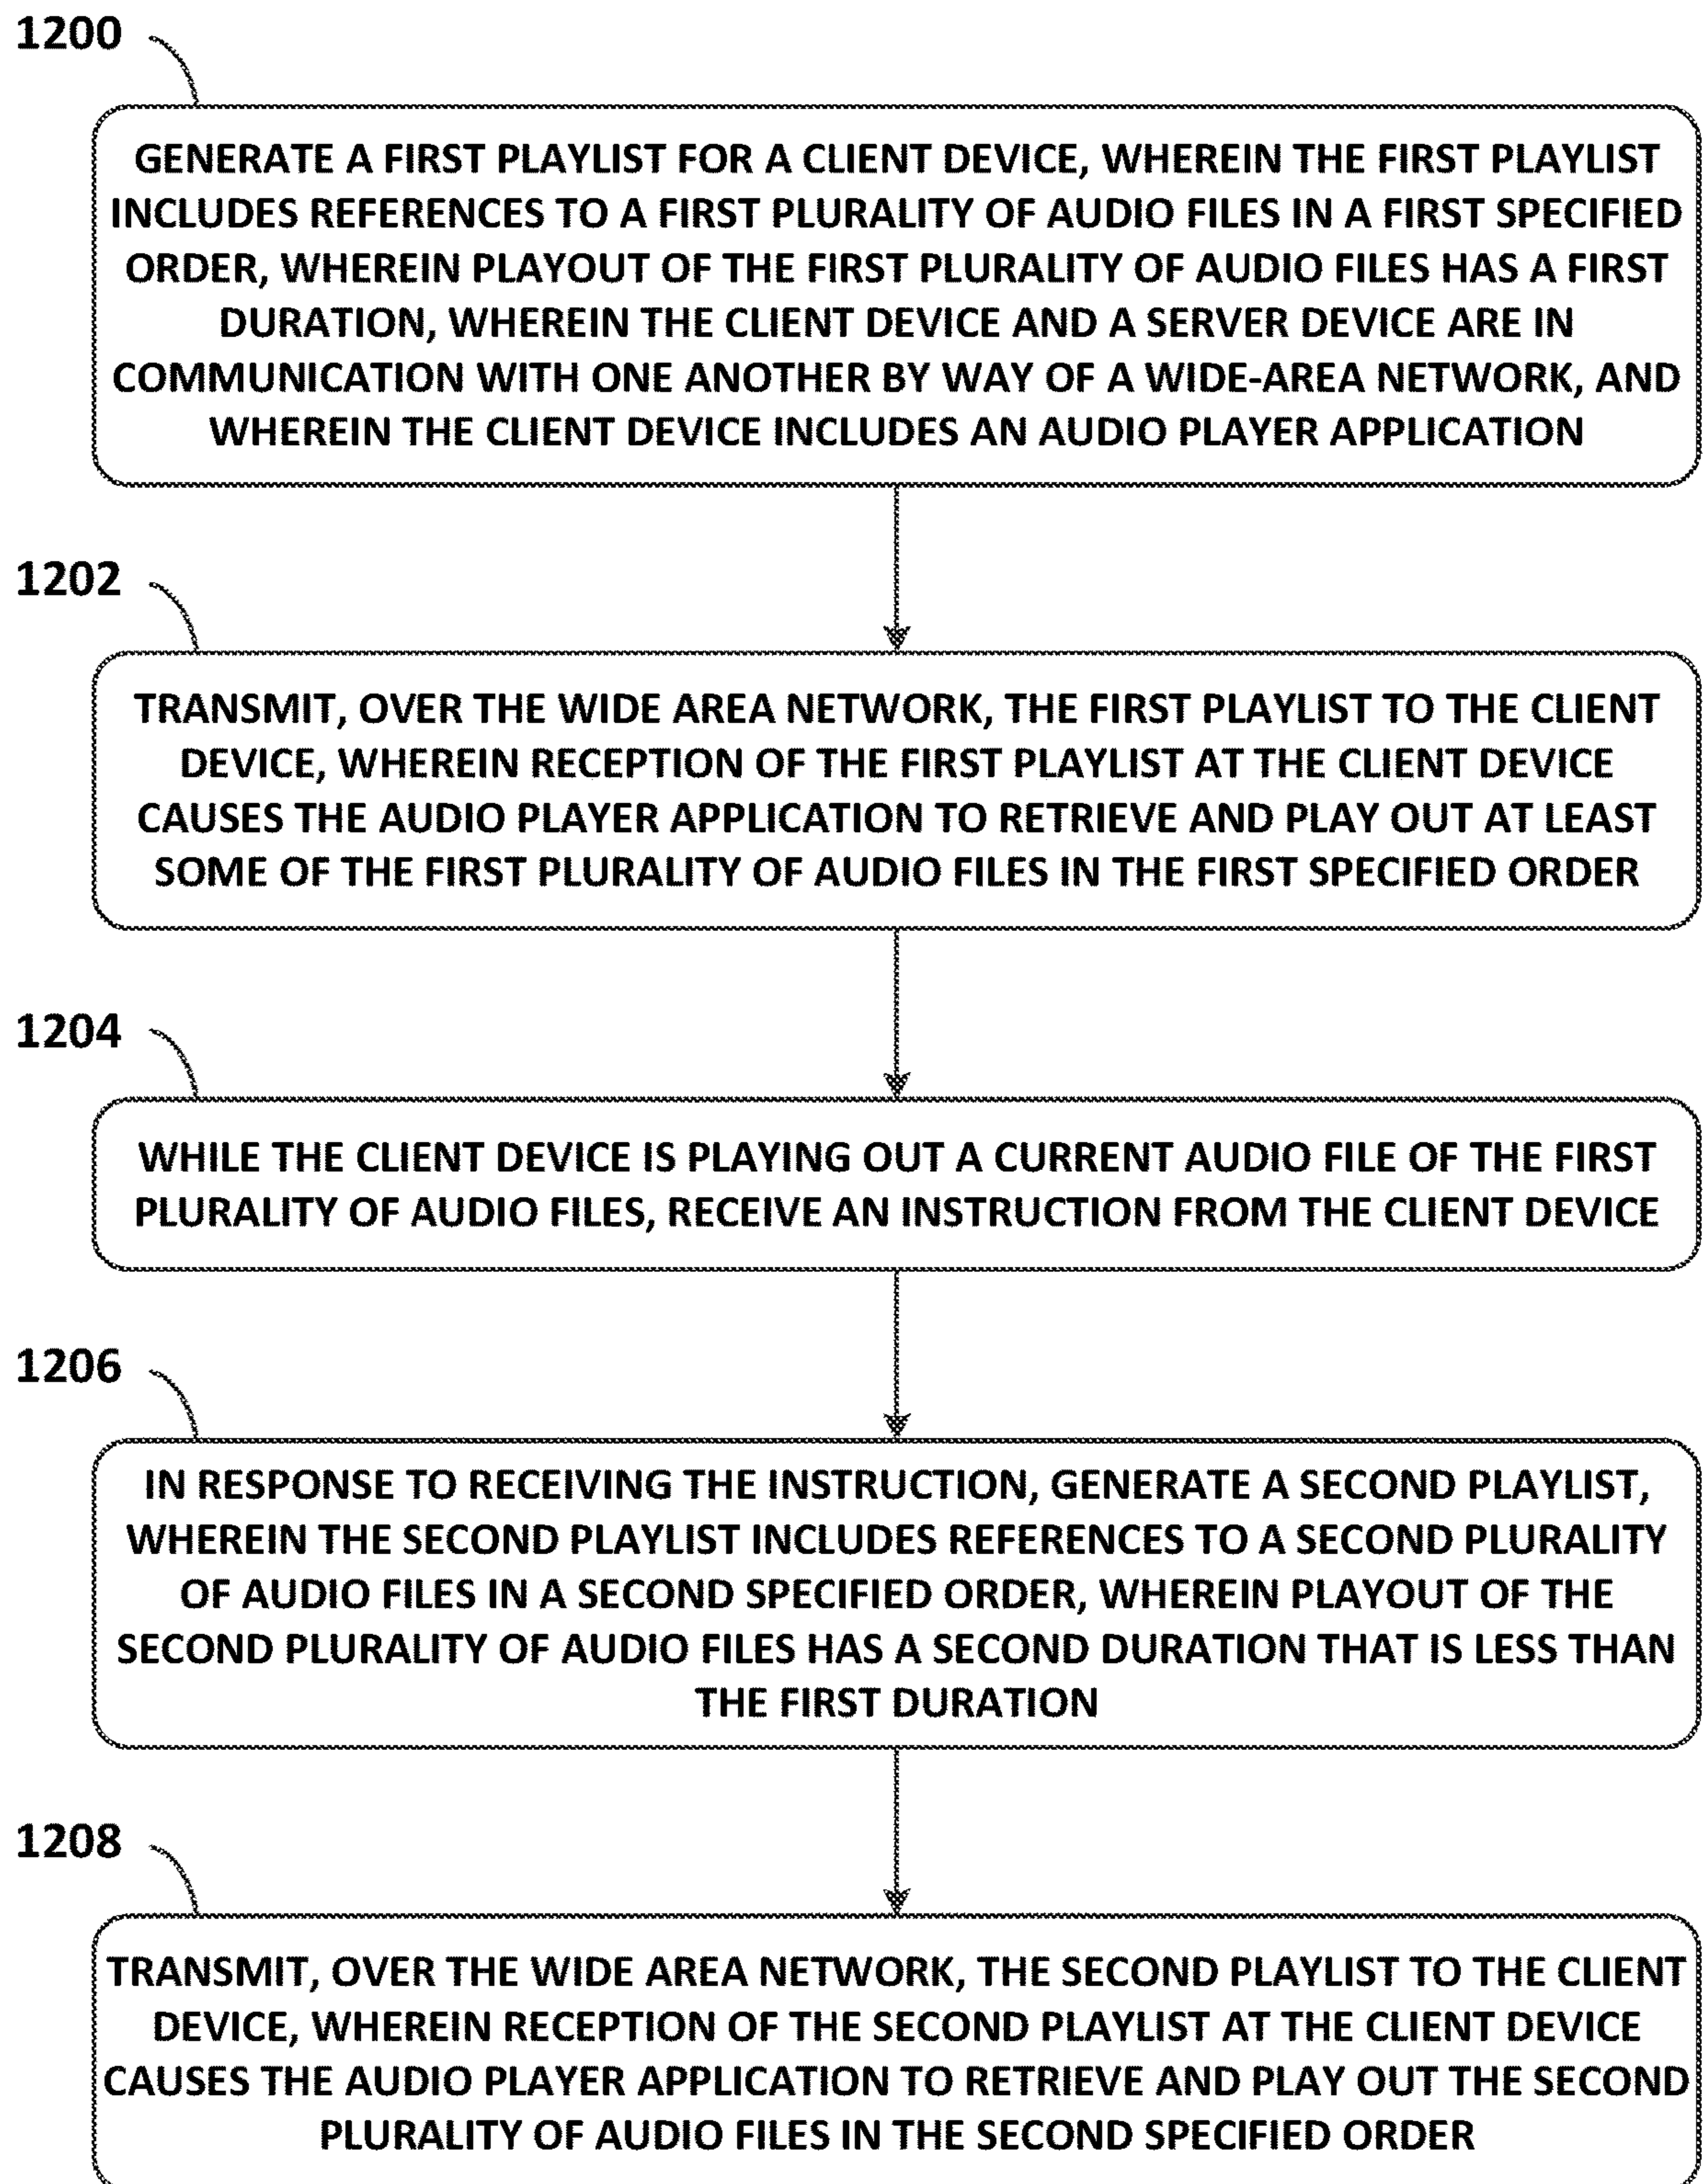 1200
GENERATE A FIRST PLAYLIST FOR A CLIENT DEVICE, WHEREIN THE FIRST PLAYLIST
INCLUDES REFERENCES TO A FIRST PLURALITY OF AUDIO FILES IN A FIRST SPECIFIED
ORDER, WHEREIN PLAYOUT OF THE FIRST PLURALITY OF AUDIO FILES HAS A FIRST
DURATION, WHEREIN THE CLIENT DEVICE AND A SERVER DEVICE ARE IN
COMMUNICATION WITH ONE ANOTHER BY WAY OF A WIDE-AREA NETWORK, AND
WHEREIN THE CLIENT DEVICE INCLUDES AN AUDIO PLAYER APPLICATION
1202
TRANSMIT, OVER THE WIDE AREA NETWORK, THE FIRST PLAYLIST TO THE CLIENT
DEVICE, WHEREIN RECEPTION OF THE FIRST PLAYLIST AT THE CLIENT DEVICE
CAUSES THE AUDIO PLAYER APPLICATION TO RETRIEVE AND PLAY OUT AT LEAST
SOME OF THE FIRST PLURALITY OF AUDIO FILES IN THE FIRST SPECIFIED ORDER
1204
WHILE THE CLIENT DEVICE IS PLAYING OUT A CURRENT AUDIO FILE OF THE FIRST
PLURALITY OF AUDIO FILES, RECEIVE AN INSTRUCTION FROM THE CLIENT DEVICE
1206
IN RESPONSE TO RECEIVING THE INSTRUCTION, GENERATE A SECOND PLAYLIST,
WHEREIN THE SECOND PLAYLIST INCLUDES REFERENCES TO A SECOND PLURALITY
OF AUDIO FILES IN A SECOND SPECIFIED ORDER, WHEREIN PLAYOUT OF THE
SECOND PLURALITY OF AUDIO FILES HAS A SECOND DURATION THAT IS LESS THAN
THE FIRST DURATION
1208
TRANSMIT, OVER THE WIDE AREA NETWORK, THE SECOND PLAYLIST TO THE CLIENT
DEVICE, WHEREIN RECEPTION OF THE SECOND PLAYLIST AT THE CLIENT DEVICE
CAUSES THE AUDIO PLAYER APPLICATION TO RETRIEVE AND PLAY OUT THE SECOND
PLURALITY OF AUDIO FILES IN THE SECOND SPECIFIED ORDER